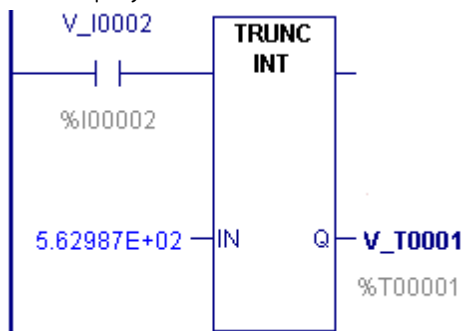 V_I0002
TRUNC
INT
%I00002
5.62987E+02
IN
Q
V_T0001
%T00001